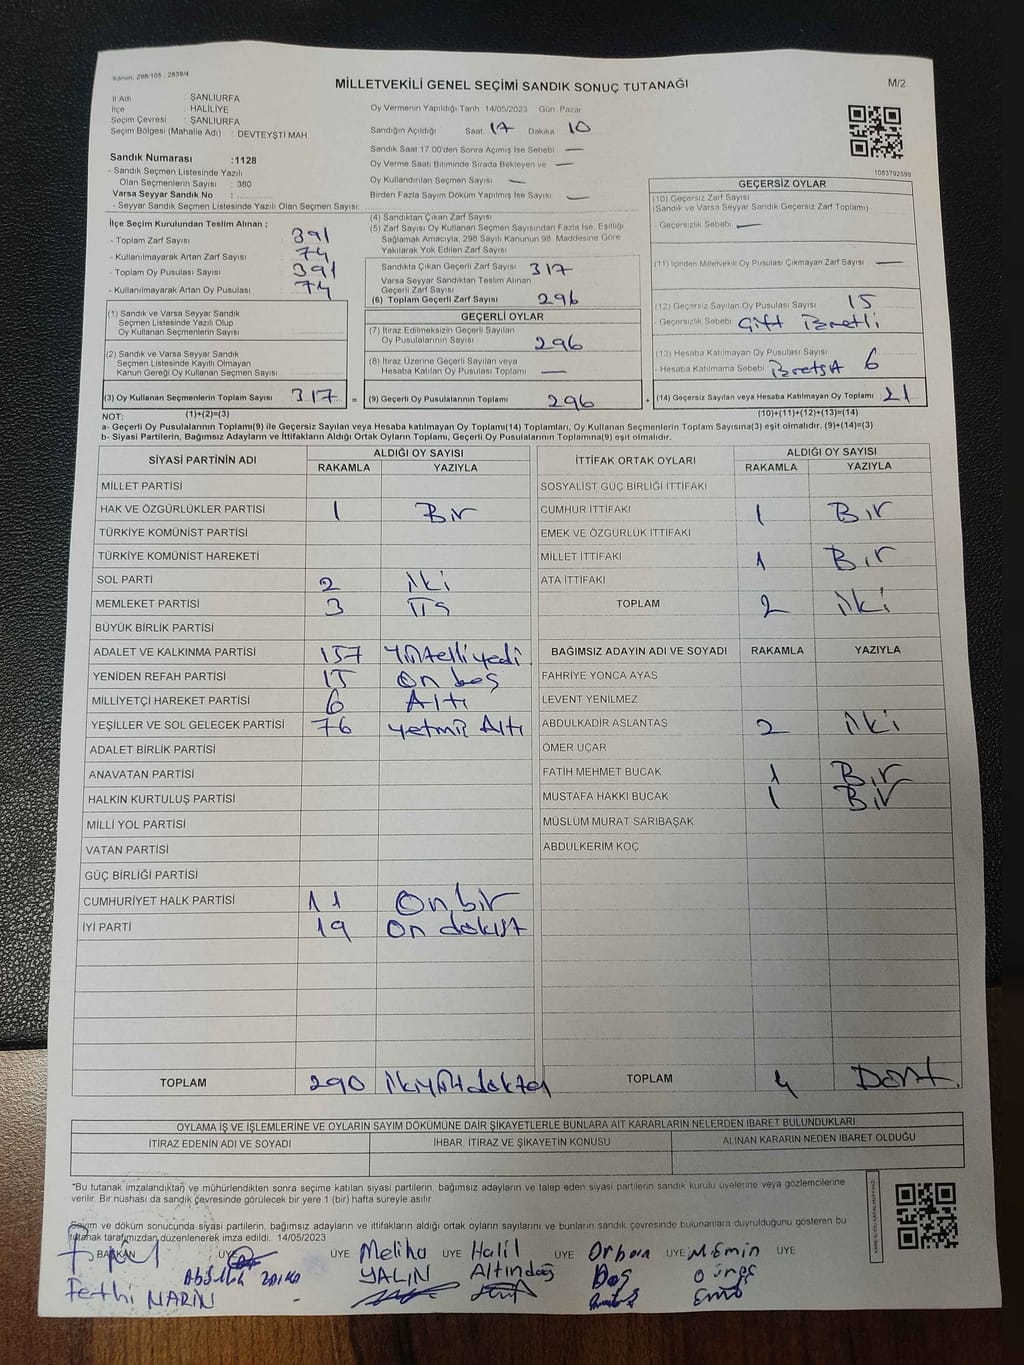 Kanun: 298/105 , 2839/4
MİLLETVEKİLİ GENEL SEÇİMİ SANDIK SONUÇ TUTANAĞI
M/2
İl Adı : ŞANLIURFA
İlçe : HALİLİYE
Seçim Çevresi : ŞANLIURFA
Seçim Bölgesi (Mahalle Adı) : DEVTEYŞTİ MAH
Sandık Numarası :1128
- Sandık Seçmen Listesinde Yazılı
Olan Seçmenlerin Sayısı : 380
Varsa Seyyar Sandık No :
- Seyyar Sandık Seçmen Listesinde Yazılı Olan Seçmen Sayısı:
Oy Vermenin Yapıldığı Tarih 14/05/2023 Gün: Pazar
Sandığın Açıldığı Saat 17 Dakika 10
Sandık Saat 17:00'den Sonra Açılmış İse Sebebi —
Oy Verme Saati Bitiminde Sırada Bekleyen ve —
Oy Kullandırılan Seçmen Sayısı —
Birden Fazla Sayım Döküm Yapılmış İse Sayısı —
1083792599
İlçe Seçim Kurulundan Teslim Alınan ;
- Toplam Zarf Sayısı 391
- Kullanılmayarak Artan Zarf Sayısı 74
- Toplam Oy Pusulası Sayısı 391
- Kullanılmayarak Artan Oy Pusulası 74
(1) Sandık ve Varsa Seyyar Sandık
Seçmen Listesinde Yazılı Olup
Oy Kullanan Seçmenlerin Sayısı
(2) Sandık ve Varsa Seyyar Sandık
Seçmen Listesinde Kayıtlı Olmayan
Kanun Gereği Oy Kullanan Seçmen Sayısı
(3) Oy Kullanan Seçmenlerin Toplam Sayısı 317 =
(4) Sandıktan Çıkan Zarf Sayısı
(5) Zarf Sayısı Oy Kullanan Seçmen Sayısından Fazla İse, Eşitliği
Sağlamak Amacıyla, 298 Sayılı Kanunun 98. Maddesine Göre
Yakılarak Yok Edilen Zarf Sayısı
Sandıkta Çıkan Geçerli Zarf Sayısı 317
Varsa Seyyar Sandıktan Teslim Alınan
Geçerli Zarf Sayısı
(6) Toplam Geçerli Zarf Sayısı 296
GEÇERLİ OYLAR
(7) İtiraz Edilmeksizin Geçerli Sayılan
Oy Pusulalarının Sayısı 296
(8) İtiraz Üzerine Geçerli Sayılan veya
Hesaba Katılan Oy Pusulası Toplamı —
(9) Geçerli Oy Pusulalarının Toplamı 296 +
GEÇERSİZ OYLAR
(10) Geçersiz Zarf Sayısı
(Sandık ve Varsa Seyyar Sandık Geçersiz Zarf Toplamı)
- Geçersizlik Sebebi —
(11) İçinden Milletvekili Oy Pusulası Çıkmayan Zarf Sayısı —
(12) Geçersiz Sayılan Oy Pusulası Sayısı 15
- Geçersizlik Sebebi Çift
(13) Hesaba Katılmayan Oy Pusulası Sayısı 6
- Hesaba Katılmama Sebebi
(14) Geçersiz Sayılan veya Hesaba Katılmayan Oy Toplamı 21
NOT: (1)+(2)=(3) (10)+(11)+(12)+(13)=(14)
a- Geçerli Oy Pusulalarının Toplamı(9) ile Geçersiz Sayılan veya Hesaba katılmayan Oy Toplamı(14) Toplamları, Oy Kullanan Seçmenlerin Toplam Sayısına(3) eşit olmalıdır. (9)+(14)=(3)
b- Siyasi Partilerin, Bağımsız Adayların ve İttifakların Aldığı Ortak Oyların Toplamı, Geçerli Oy Pusulalarının Toplamına(9) eşit olmalıdır.
SİYASİ PARTİNİN ADI ALDIĞI OY SAYISI
RAKAMLA YAZIYLA
MİLLET PARTİSİ
HAK VE ÖZGÜRLÜKLER PARTİSİ 1 Bir
TÜRKİYE KOMÜNİST PARTİSİ
TÜRKİYE KOMÜNİST HAREKETİ
SOL PARTİ 2 iki
MEMLEKET PARTİSİ 3
BÜYÜK BİRLİK PARTİSİ
ADALET VE KALKINMA PARTİSİ 157 Yüzelliyedi
YENİDEN REFAH PARTİSİ 15 On beş
MİLLİYETÇİ HAREKET PARTİSİ 6 Altı
YEŞİLLER VE SOL GELECEK PARTİSİ 76 yetmiş Altı
ADALET BİRLİK PARTİSİ
ANAVATAN PARTİSİ
HALKIN KURTULUŞ PARTİSİ
MİLLİ YOL PARTİSİ
VATAN PARTİSİ
GÜÇ BİRLİĞİ PARTİSİ
CUMHURİYET HALK PARTİSİ 11 On bir
İYİ PARTİ 19 On
TOPLAM 290
İTTİFAK ORTAK OYLARI ALDIĞI OY SAYISI
RAKAMLA YAZIYLA
SOSYALİST GÜÇ BİRLİĞİ İTTİFAKI
CUMHUR İTTİFAKI 1 Bir
EMEK VE ÖZGÜRLÜK İTTİFAKI
MİLLET İTTİFAKI 1 Bir
ATA İTTİFAKI
TOPLAM 2 iki
BAĞIMSIZ ADAYIN ADI VE SOYADI RAKAMLA YAZIYLA
FAHRİYE YONCA AYAS
LEVENT YENİLMEZ
ABDULKADİR ASLANTAŞ 2 iki
ÖMER UÇAR
FATİH MEHMET BUCAK 1 Bir
MUSTAFA HAKKI BUCAK 1 Bir
MÜSLÜM MURAT SARIBAŞAK
ABDULKERİM KOÇ
TOPLAM 4 Dört
OYLAMA İŞ VE İŞLEMLERİNE VE OYLARIN SAYIM DÖKÜMÜNE DAİR ŞİKAYETLERLE BUNLARA AİT KARARLARIN NELERDEN İBARET BULUNDUKLARI
İTİRAZ EDENİN ADI VE SOYADI İHBAR, İTİRAZ VE ŞİKAYETİN KONUSU ALINAN KARARIN NEDEN İBARET OLDUĞU
*Bu tutanak imzalandıktan ve mühürlendikten sonra seçime katılan siyasi partilerin, bağımsız adayların ve talep eden siyasi partilerin sandık kurulu üyelerine veya gözlemcilerine
verilir. Bir nüshası da sandık çevresinde görülecek bir yere 1 (bir) hafta süreyle asılır.
Sayım ve döküm sonucunda siyasi partilerin, bağımsız adayların ve ittifakların aldığı ortak oyların sayılarını ve bunların sandık çevresinde bulunanlara duyrulduğunu gösteren bu
tutanak tarafımızdan düzenlenerek imza edildi. 14/05/2023
BAŞKAN ÜYE ÜYE ÜYE ÜYE ÜYE ÜYE
Fethi NARİN
Meliha YALIN
Halil Altındağ
Orhan
M.Emin